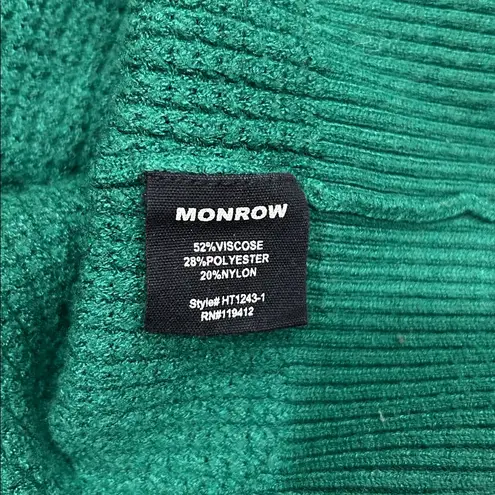 MONROW
52%VISCOSE
28%POLYESTER
20%NYLON
Style# HT1243-1
RN#119412